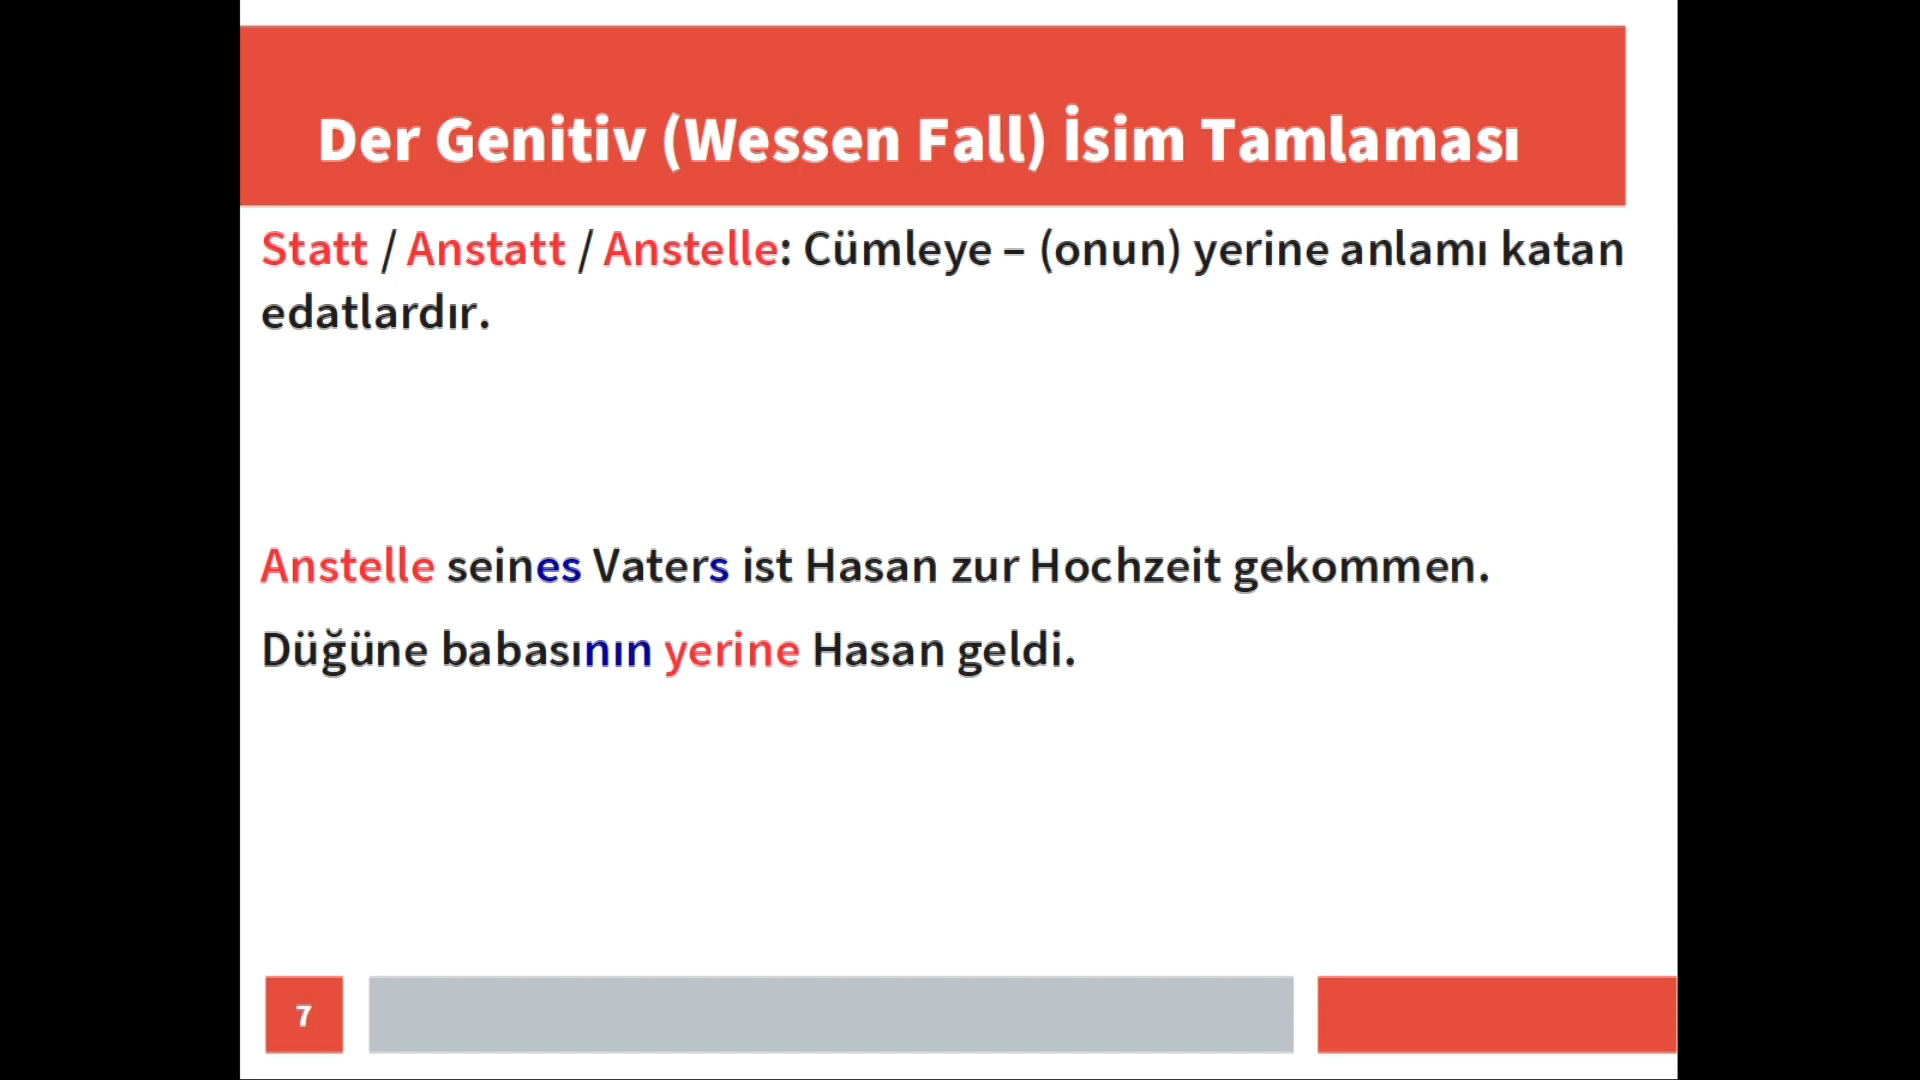 Der Genitiv (Wessen Fall) İsim Tamlaması
Statt / Anstatt / Anstelle: Cümleye – (onun) yerine anlamı katan
edatlardır.
Anstelle seines Vaters ist Hasan zur Hochzeit gekommen.
Düğüne babasının yerine Hasan geldi.
7